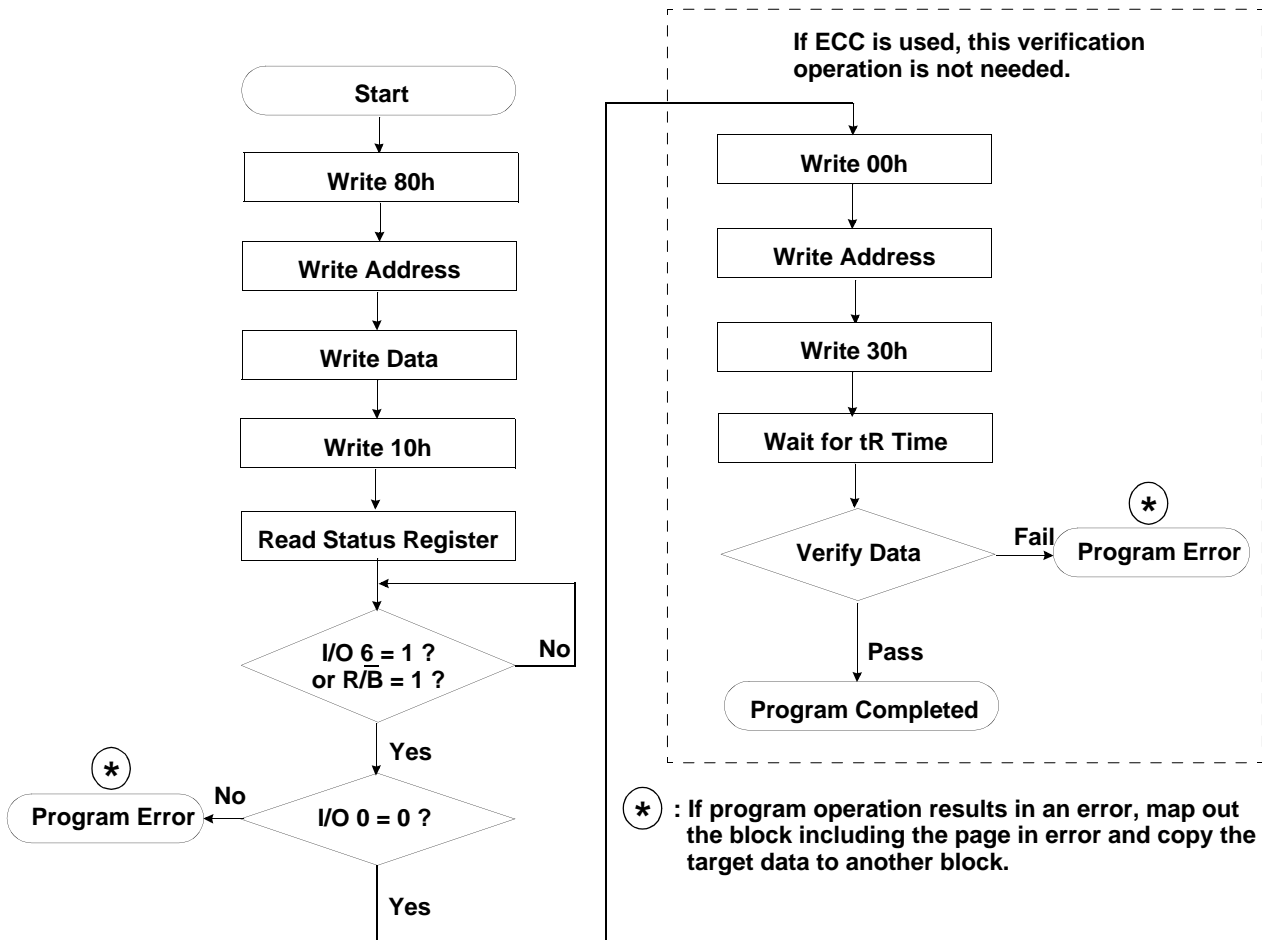 Start
Write 80h
Write Address
Write Data
Write 10h
Read Status Register
I/O 6 = 1 ?
or R/B̅ = 1 ?
No
Yes
*
Program Error
No
I/O 0 = 0 ?
Yes
If ECC is used, this verification
operation is not needed.
Write 00h
Write Address
Write 30h
Wait for tR Time
Verify Data
Fail
*
Program Error
Pass
Program Completed
* : If program operation results in an error, map out
the block including the page in error and copy the
target data to another block.